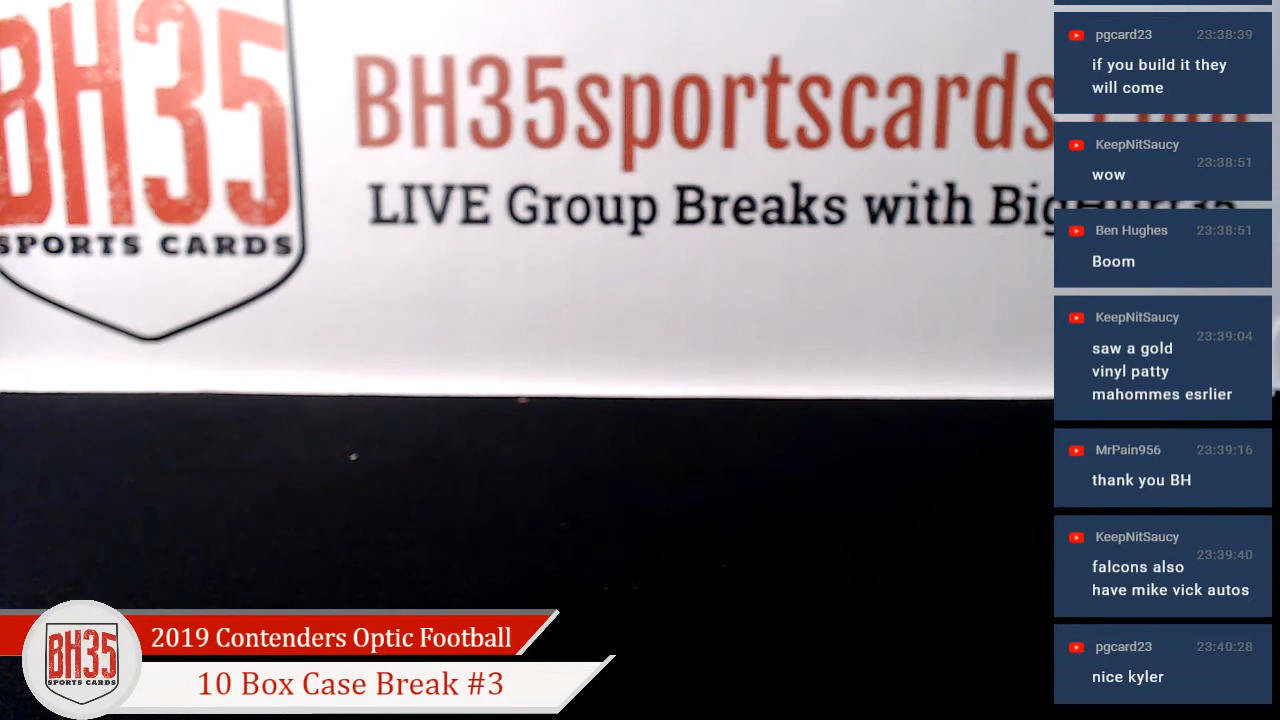 BH35
SPORTS CARDS
BH35sportscards
LIVE Group Breaks with BigHurt35
pgcard23 23:38:39
if you build it they
will come
KeepNitSaucy
23:38:51
wow
Ben Hughes 23:38:51
Boom
KeepNitSaucy
23:39:04
saw a gold
vinyl patty
mahommes esrlier
MrPain956 23:39:16
thank you BH
KeepNitSaucy
23:39:40
falcons also
have mike vick autos
pgcard23 23:40:28
nice kyler
BH35
SPORTS CARDS
2019 Contenders Optic Football
10 Box Case Break #3